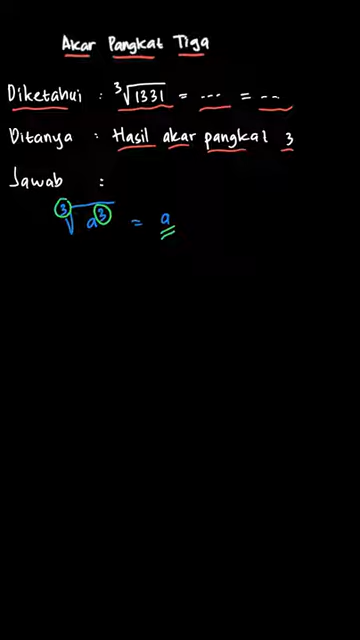 Akar Pangkat Tiga
Diketahui : ³√1331 = --- = --
Ditanya : Hasil akar pangkat 3
Jawab :
³√a³ = a